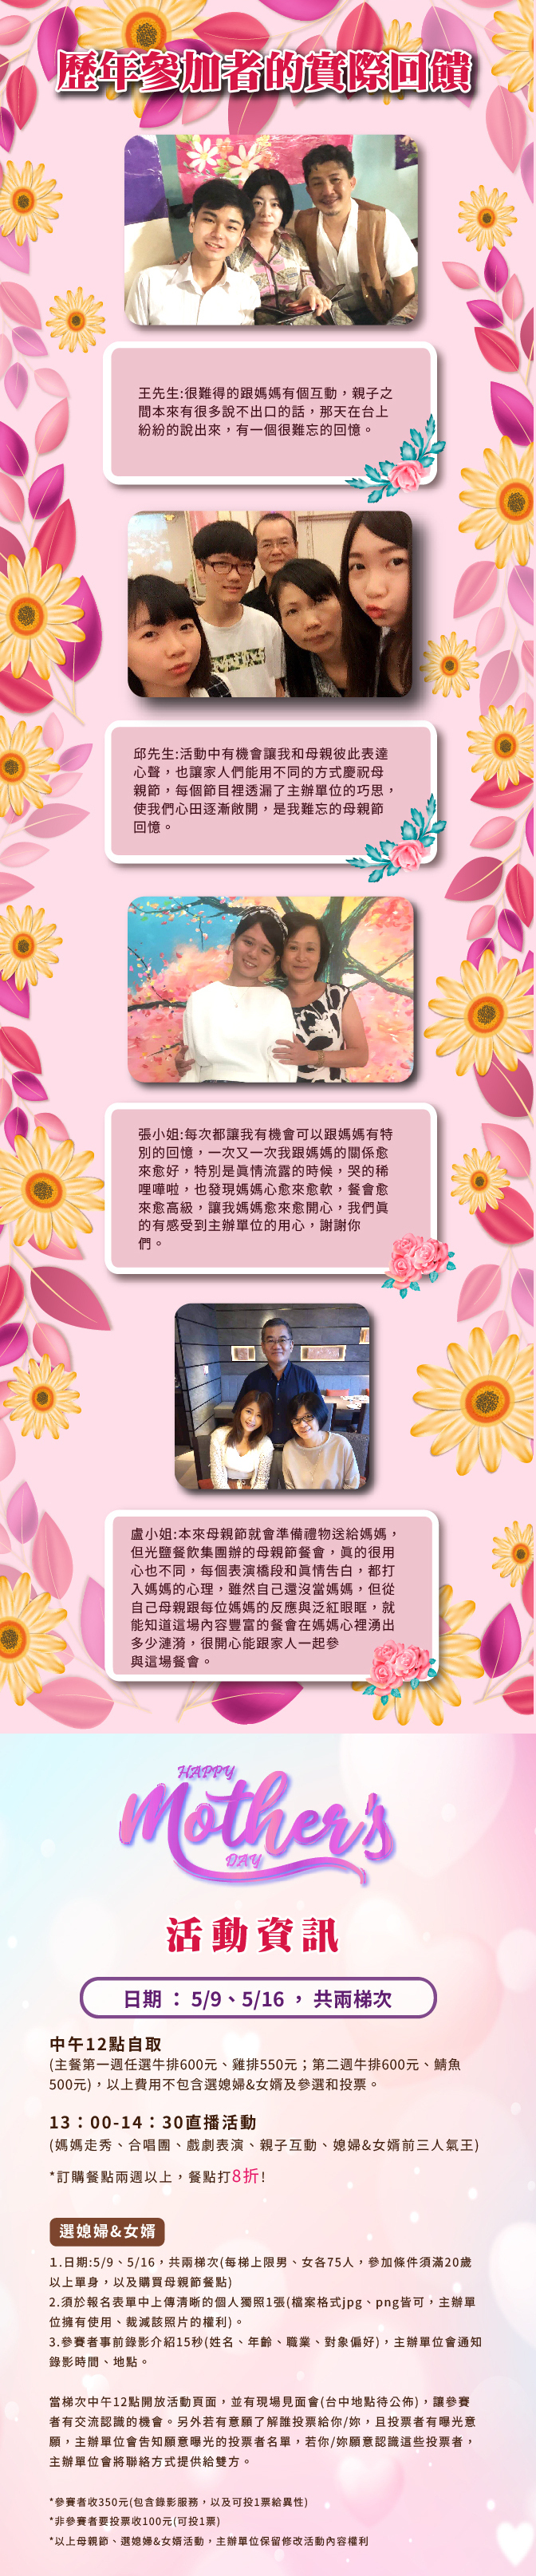 歷年參加者的實際回饋
王先生:很難得的跟媽媽有個互動，親子之
間本來有很多說不出口的話，那天在台上
紛紛的說出來，有一個很難忘的回憶。
邱先生:活動中有機會讓我和母親彼此表達
心聲，也讓家人們能用不同的方式慶祝母
親節，每個節目裡透漏了主辦單位的巧思，
使我們心田逐漸敞開，是我難忘的母親節
回憶。
張小姐:每次都讓我有機會可以跟媽媽有特
別的回憶，一次又一次我跟媽媽的關係愈
來愈好，特別是真情流露的時候，哭的稀
哩嘩啦，也發現媽媽心愈來愈軟，餐會愈
來愈高級，讓我媽媽愈來愈開心，我們真
的有感受到主辦單位的用心，謝謝你
們。
盧小姐:本來母親節就會準備禮物送給媽媽，
但光鹽餐飲集團辦的母親節餐會，真的很用
心也不同，每個表演橋段和真情告白，都打
入媽媽的心理，雖然自己還沒當媽媽，但從
自己母親跟每位媽媽的反應與泛紅眼眶，就
能知道這場內容豐富的餐會在媽媽心裡湧出
多少漣漪，很開心能跟家人一起參
與這場餐會。
HAPPY
Mother's
DAY
活動資訊
日期 ： 5/9、5/16 ， 共兩梯次
中午12點自取
(主餐第一週任選牛排600元、雞排550元；第二週牛排600元、鯖魚
500元)，以上費用不包含選媳婦&女婿及參選和投票。
13：00-14：30直播活動
(媽媽走秀、合唱團、戲劇表演、親子互動、媳婦&女婿前三人氣王)
*訂購餐點兩週以上，餐點打8折!
選媳婦&女婿
1.日期:5/9、5/16，共兩梯次(每梯上限男、女各75人，參加條件須滿20歲
以上單身，以及購買母親節餐點)
2.須於報名表單中上傳清晰的個人獨照1張(檔案格式jpg、png皆可，主辦單
位擁有使用、裁減該照片的權利)。
3.參賽者事前錄影介紹15秒(姓名、年齡、職業、對象偏好)，主辦單位會通知
錄影時間、地點。
當梯次中午12點開放活動頁面，並有現場見面會(台中地點待公佈)，讓參賽
者有交流認識的機會。另外若有意願了解誰投票給你/妳，且投票者有曝光意
願，主辦單位會告知願意曝光的投票者名單，若你/妳願意認識這些投票者，
主辦單位會將聯絡方式提供給雙方。
*參賽者收350元(包含錄影服務，以及可投1票給異性)
*非參賽者要投票收100元(可投1票)
*以上母親節、選媳婦&女婿活動，主辦單位保留修改活動內容權利